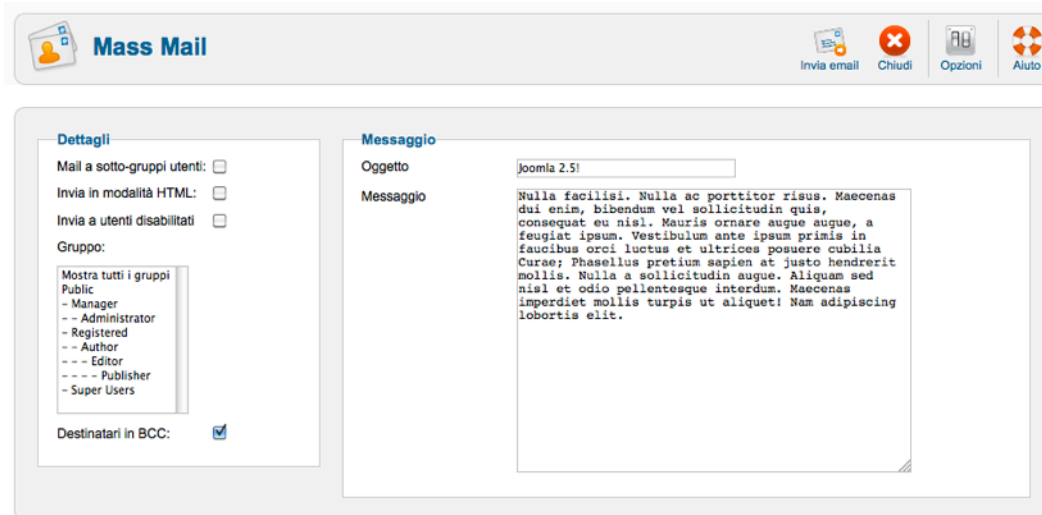 Mass Mail
Invia email
Chiudi
Opzioni
Aiuto
Dettagli
Mail a sotto-gruppi utenti:
Invia in modalità HTML:
Invia a utenti disabilitati
Gruppo:
Mostra tutti i gruppi
Public
- Manager
- - Administrator
- Registered
- - Author
- - - Editor
- - - - Publisher
- Super Users
Destinatari in BCC:
Messaggio
Oggetto
Joomla 2.5!
Messaggio
Nulla facilisi. Nulla ac porttitor risus. Maecenas
dui enim, bibendum vel sollicitudin quis,
consequat eu nisl. Mauris ornare augue augue, a
feugiat ipsum. Vestibulum ante ipsum primis in
faucibus orci luctus et ultrices posuere cubilia
Curae; Phasellus pretium sapien at justo hendrerit
mollis. Nulla a sollicitudin augue. Aliquam sed
nisl et odio pellentesque interdum. Maecenas
imperdiet mollis turpis ut aliquet! Nam adipiscing
lobortis elit.